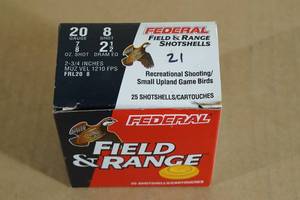 20 8
GAUGE SHOT
7/8 2 1/2
OZ. SHOT DRAM EQ
2-3/4 INCHES
MUZ VEL 1210 FPS
FRL20 8
FEDERAL
FIELD & RANGE
SHOTSHELLS
21
Recreational Shooting/
Small Upland Game Birds
25 SHOTSHELLS/CARTOUCHES
FEDERAL
FIELD
& RANGE
25 SHOTSHELLS/CARTOUCHES